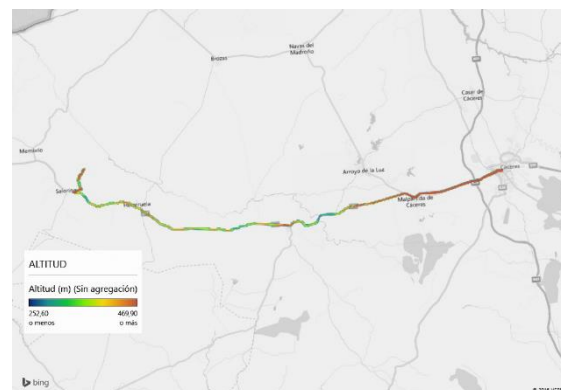 Navas del
Madroño
Brozas
Casar de
Cáceres
Membrío
Arroyo de la Luz
Cáceres
Salorino
Herreruela
Malpartida de
Cáceres
ALTITUD
Altitud (m) (Sin agregación)
252,60
469,90
o menos
o más
bing